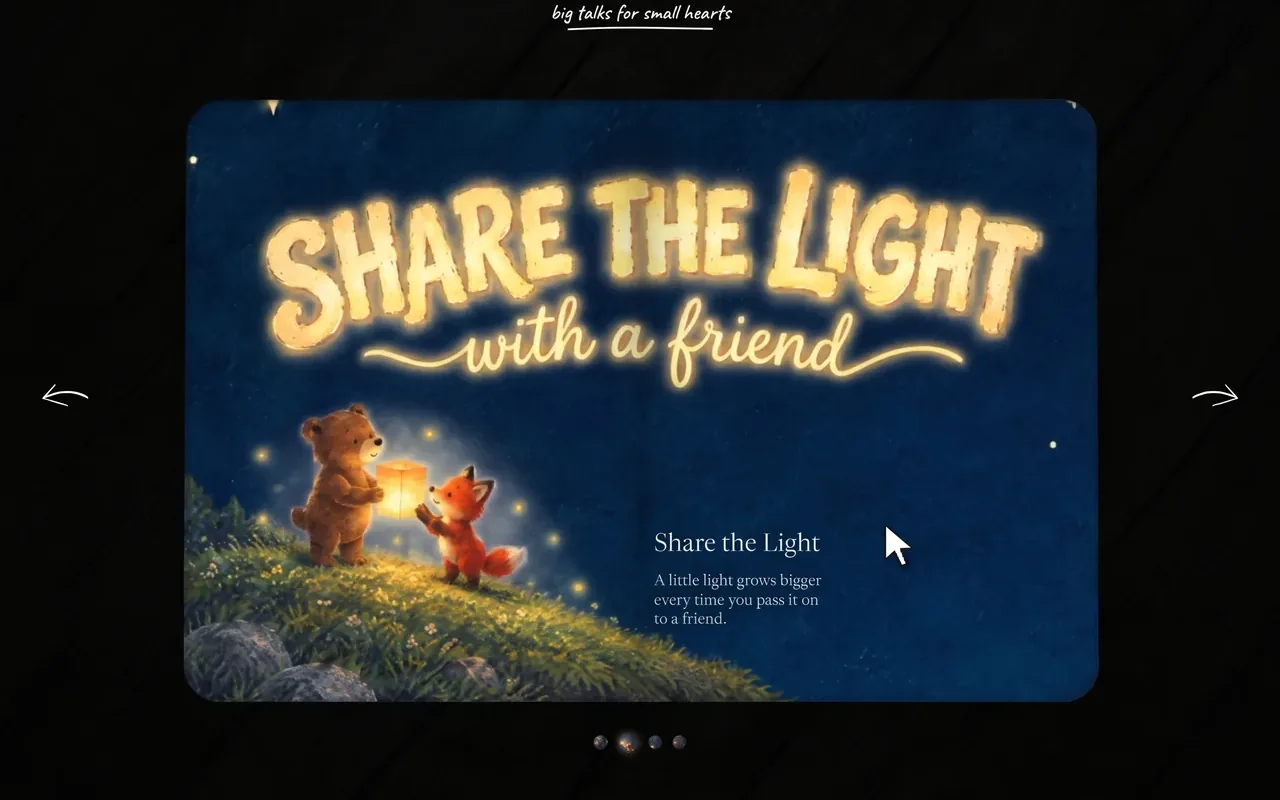 big talks for small hearts
SHARE THE LIGHT
with a friend
Share the Light
A little light grows bigger
every time you pass it on
to a friend.